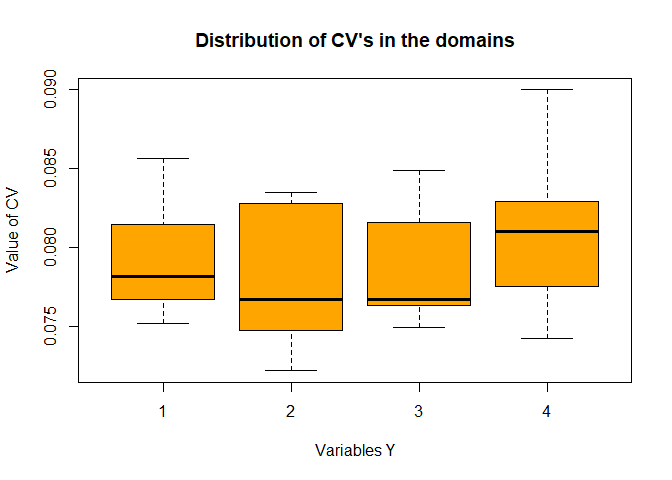 Distribution of CV's in the domains
Value of CV
0.090
0.085
0.080
0.075
1 2 3 4
Variables Y